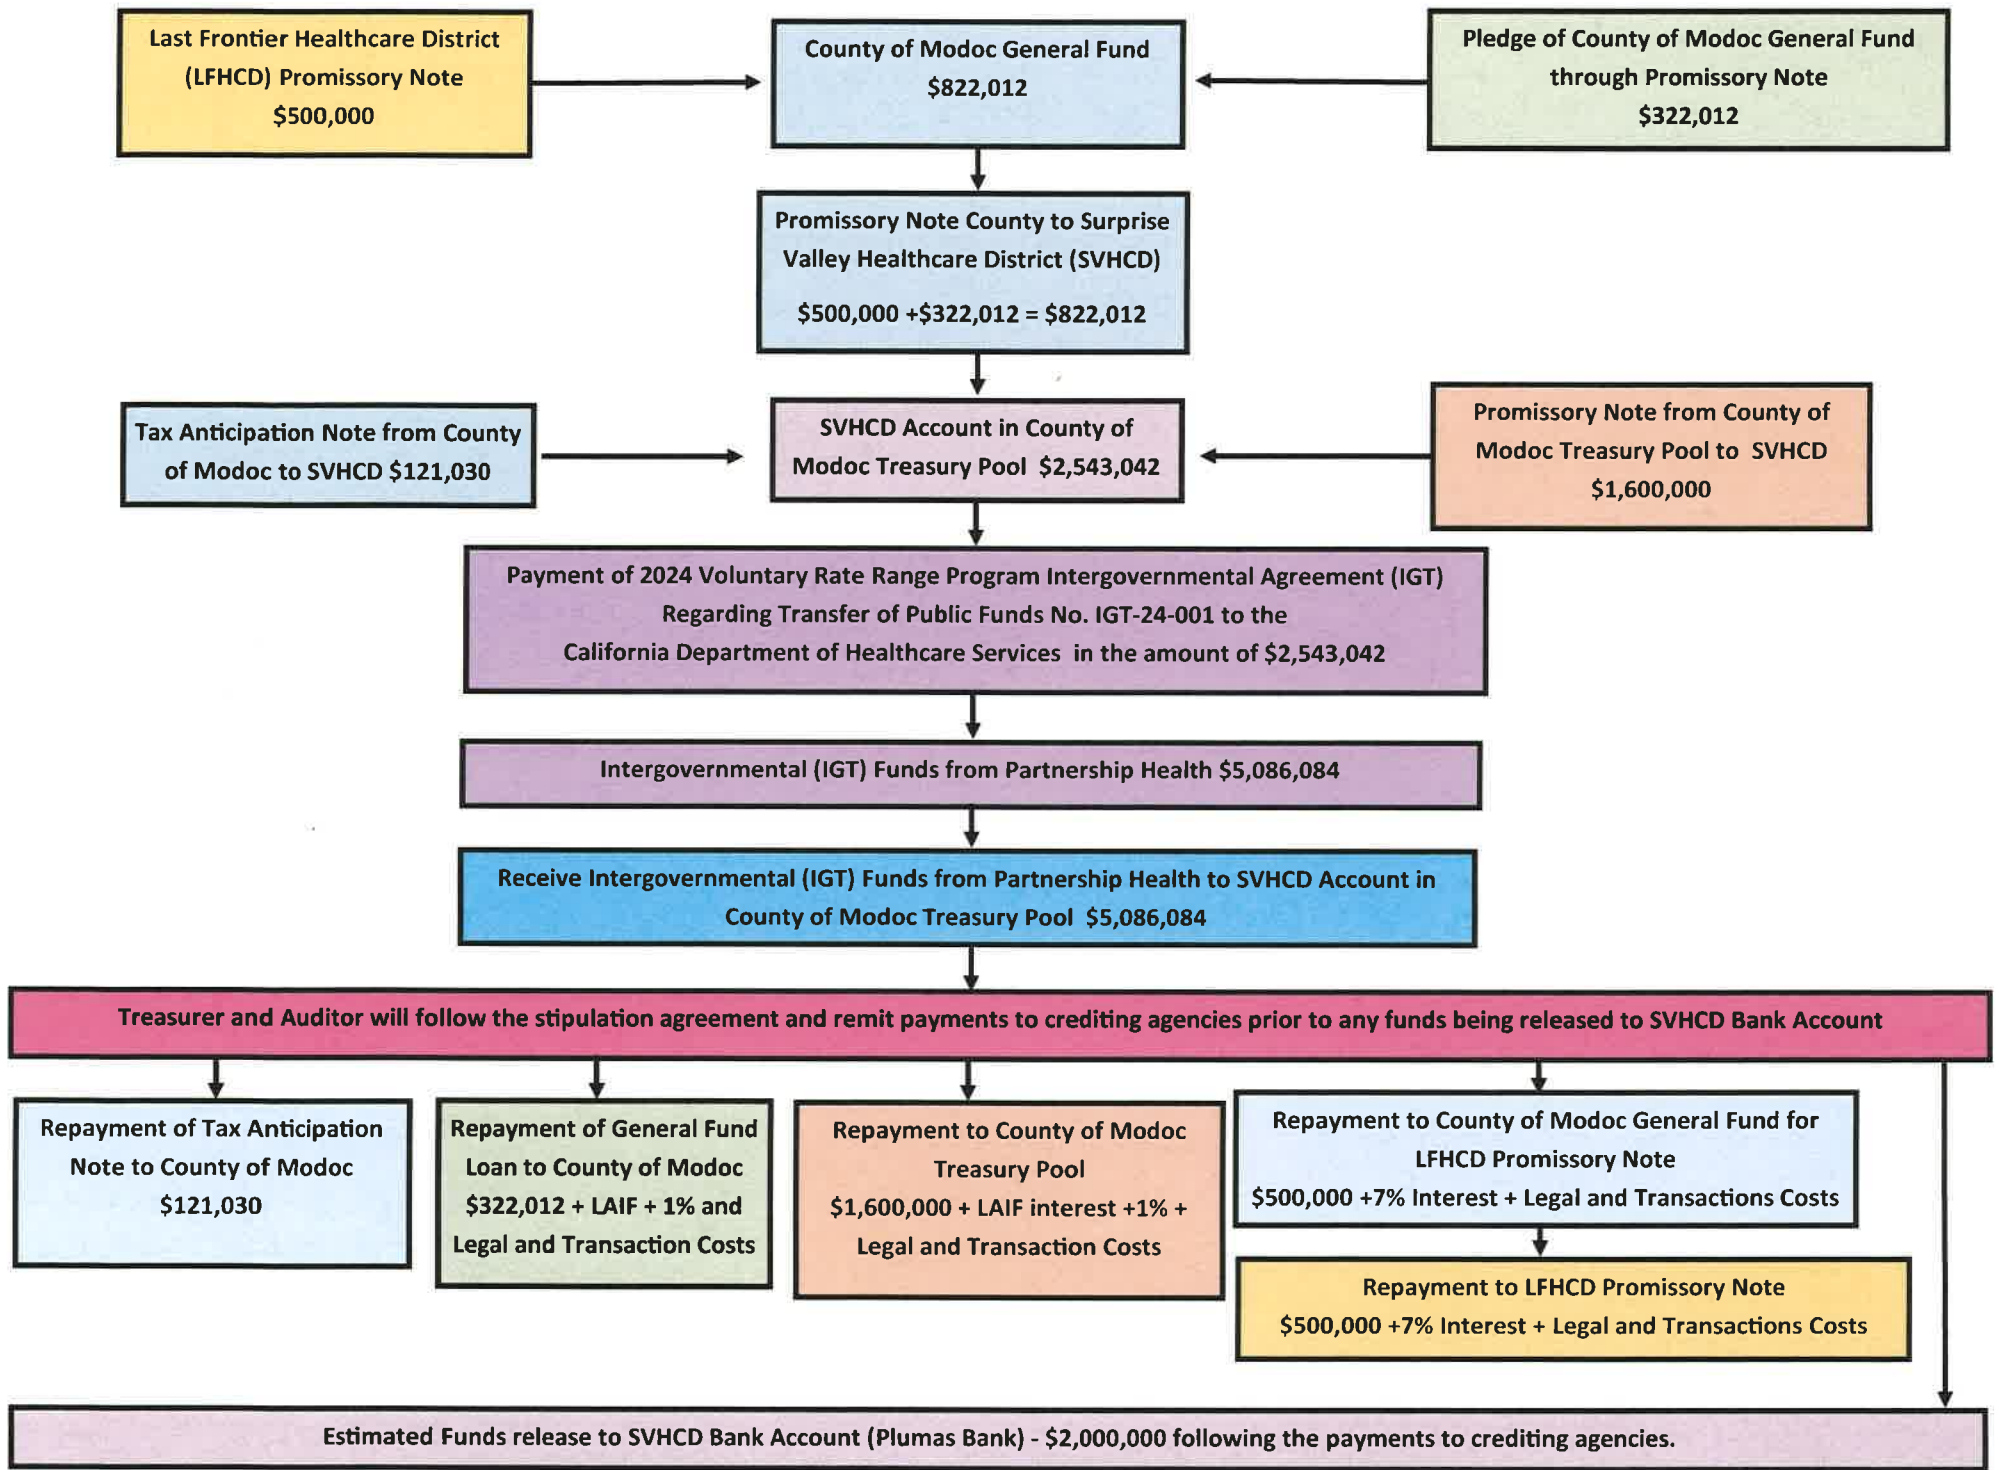 Last Frontier Healthcare District
(LFHCD) Promissory Note
$500,000
County of Modoc General Fund
$822,012
Pledge of County of Modoc General Fund
through Promissory Note
$322,012
Promissory Note County to Surprise
Valley Healthcare District (SVHCD)
$500,000 +$322,012 = $822,012
Tax Anticipation Note from County
of Modoc to SVHCD $121,030
SVHCD Account in County of
Modoc Treasury Pool $2,543,042
Promissory Note from County of
Modoc Treasury Pool to SVHCD
$1,600,000
Payment of 2024 Voluntary Rate Range Program Intergovernmental Agreement (IGT)
Regarding Transfer of Public Funds No. IGT-24-001 to the
California Department of Healthcare Services in the amount of $2,543,042
Intergovernmental (IGT) Funds from Partnership Health $5,086,084
Receive Intergovernmental (IGT) Funds from Partnership Health to SVHCD Account in
County of Modoc Treasury Pool $5,086,084
Treasurer and Auditor will follow the stipulation agreement and remit payments to crediting agencies prior to any funds being released to SVHCD Bank Account
Repayment of Tax Anticipation
Note to County of Modoc
$121,030
Repayment of General Fund
Loan to County of Modoc
$322,012 + LAIF + 1% and
Legal and Transaction Costs
Repayment to County of Modoc
Treasury Pool
$1,600,000 + LAIF interest +1% +
Legal and Transaction Costs
Repayment to County of Modoc General Fund for
LFHCD Promissory Note
$500,000 +7% Interest + Legal and Transactions Costs
Repayment to LFHCD Promissory Note
$500,000 +7% Interest + Legal and Transactions Costs
Estimated Funds release to SVHCD Bank Account (Plumas Bank) - $2,000,000 following the payments to crediting agencies.